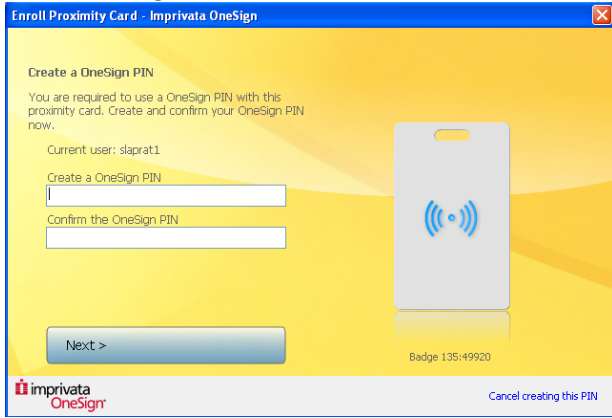 Enroll Proximity Card - Imprivata OneSign
Create a OneSign PIN
You are required to use a OneSign PIN with this
proximity card. Create and confirm your OneSign PIN
now.
Current user: slaprat1
Create a OneSign PIN
Confirm the OneSign PIN
Next >
Badge 135:49920
imprivata
OneSign
Cancel creating this PIN